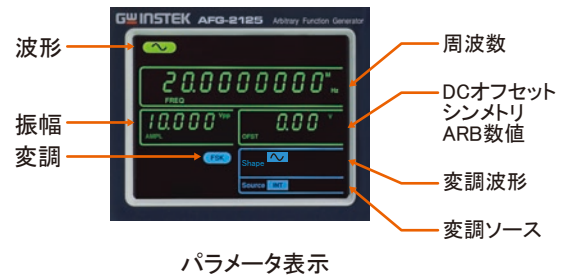 GWINSTEK AFG-2125 Arbitrary Function Generator
波形
周波数
20.0000000 M Hz
FREQ
DCオフセット
シンメトリ
ARB数値
振幅
10.000 Vpp
AMPL
0.00 V
OFST
変調
FSK
Shape
変調波形
Source INT
変調ソース
パラメータ表示